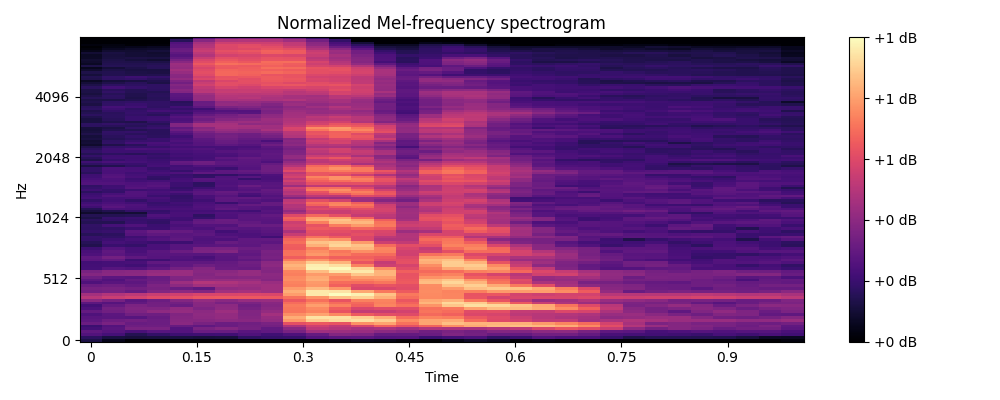 Normalized Mel-frequency spectrogram
Hz
4096
2048
1024
512
0
0 0.15 0.3 0.45 0.6 0.75 0.9
Time
+1 dB
+1 dB
+1 dB
+0 dB
+0 dB
+0 dB